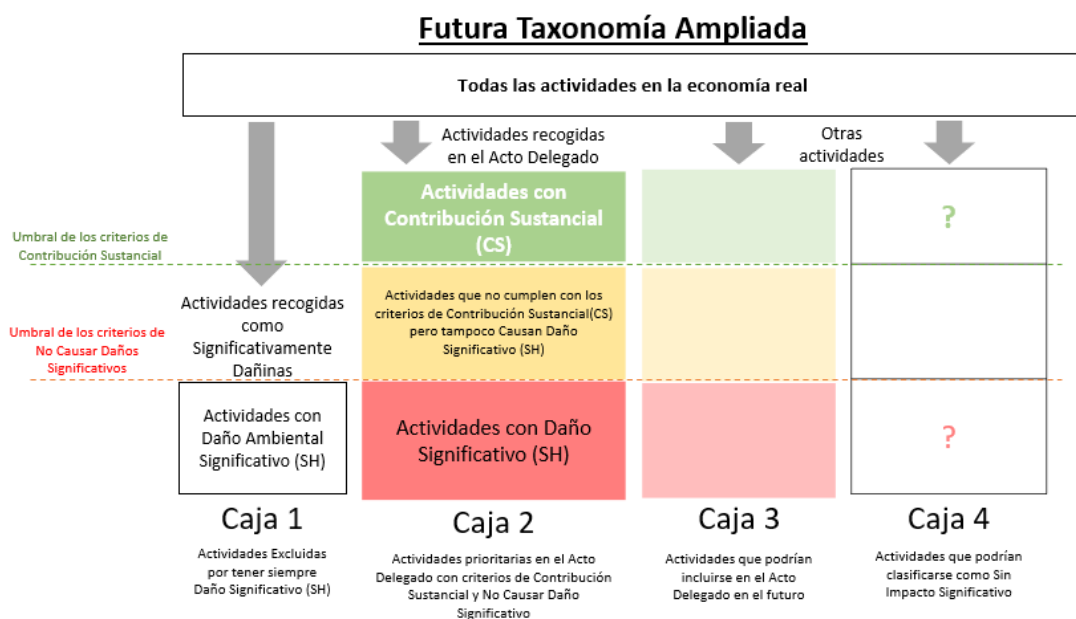 Futura Taxonomía Ampliada
Todas las actividades en la economía real
Actividades recogidas
en el Acto Delegado
Otras
actividades
Umbral de los criterios de
Contribución Sustancial
Actividades con
Contribución Sustancial
(CS)
?
Umbral de los criterios de
No Causar Daños
Significativos
Actividades recogidas
como
Significativamente
Dañinas
Actividades que no cumplen con los
criterios de Contribución Sustancial(CS)
pero tampoco Causan Daño
Significativo (SH)
Actividades con
Daño Ambiental
Significativo (SH)
Actividades con Daño
Significativo (SH)
?
Caja 1
Actividades Excluidas
por tener siempre
Daño Significativo (SH)
Caja 2
Actividades prioritarias en el Acto
Delegado con criterios de Contribución
Sustancial y No Causar Daño
Significativo
Caja 3
Actividades que podrían
incluirse en el Acto
Delegado en el futuro
Caja 4
Actividades que podrían
clasificarse como Sin
Impacto Significativo